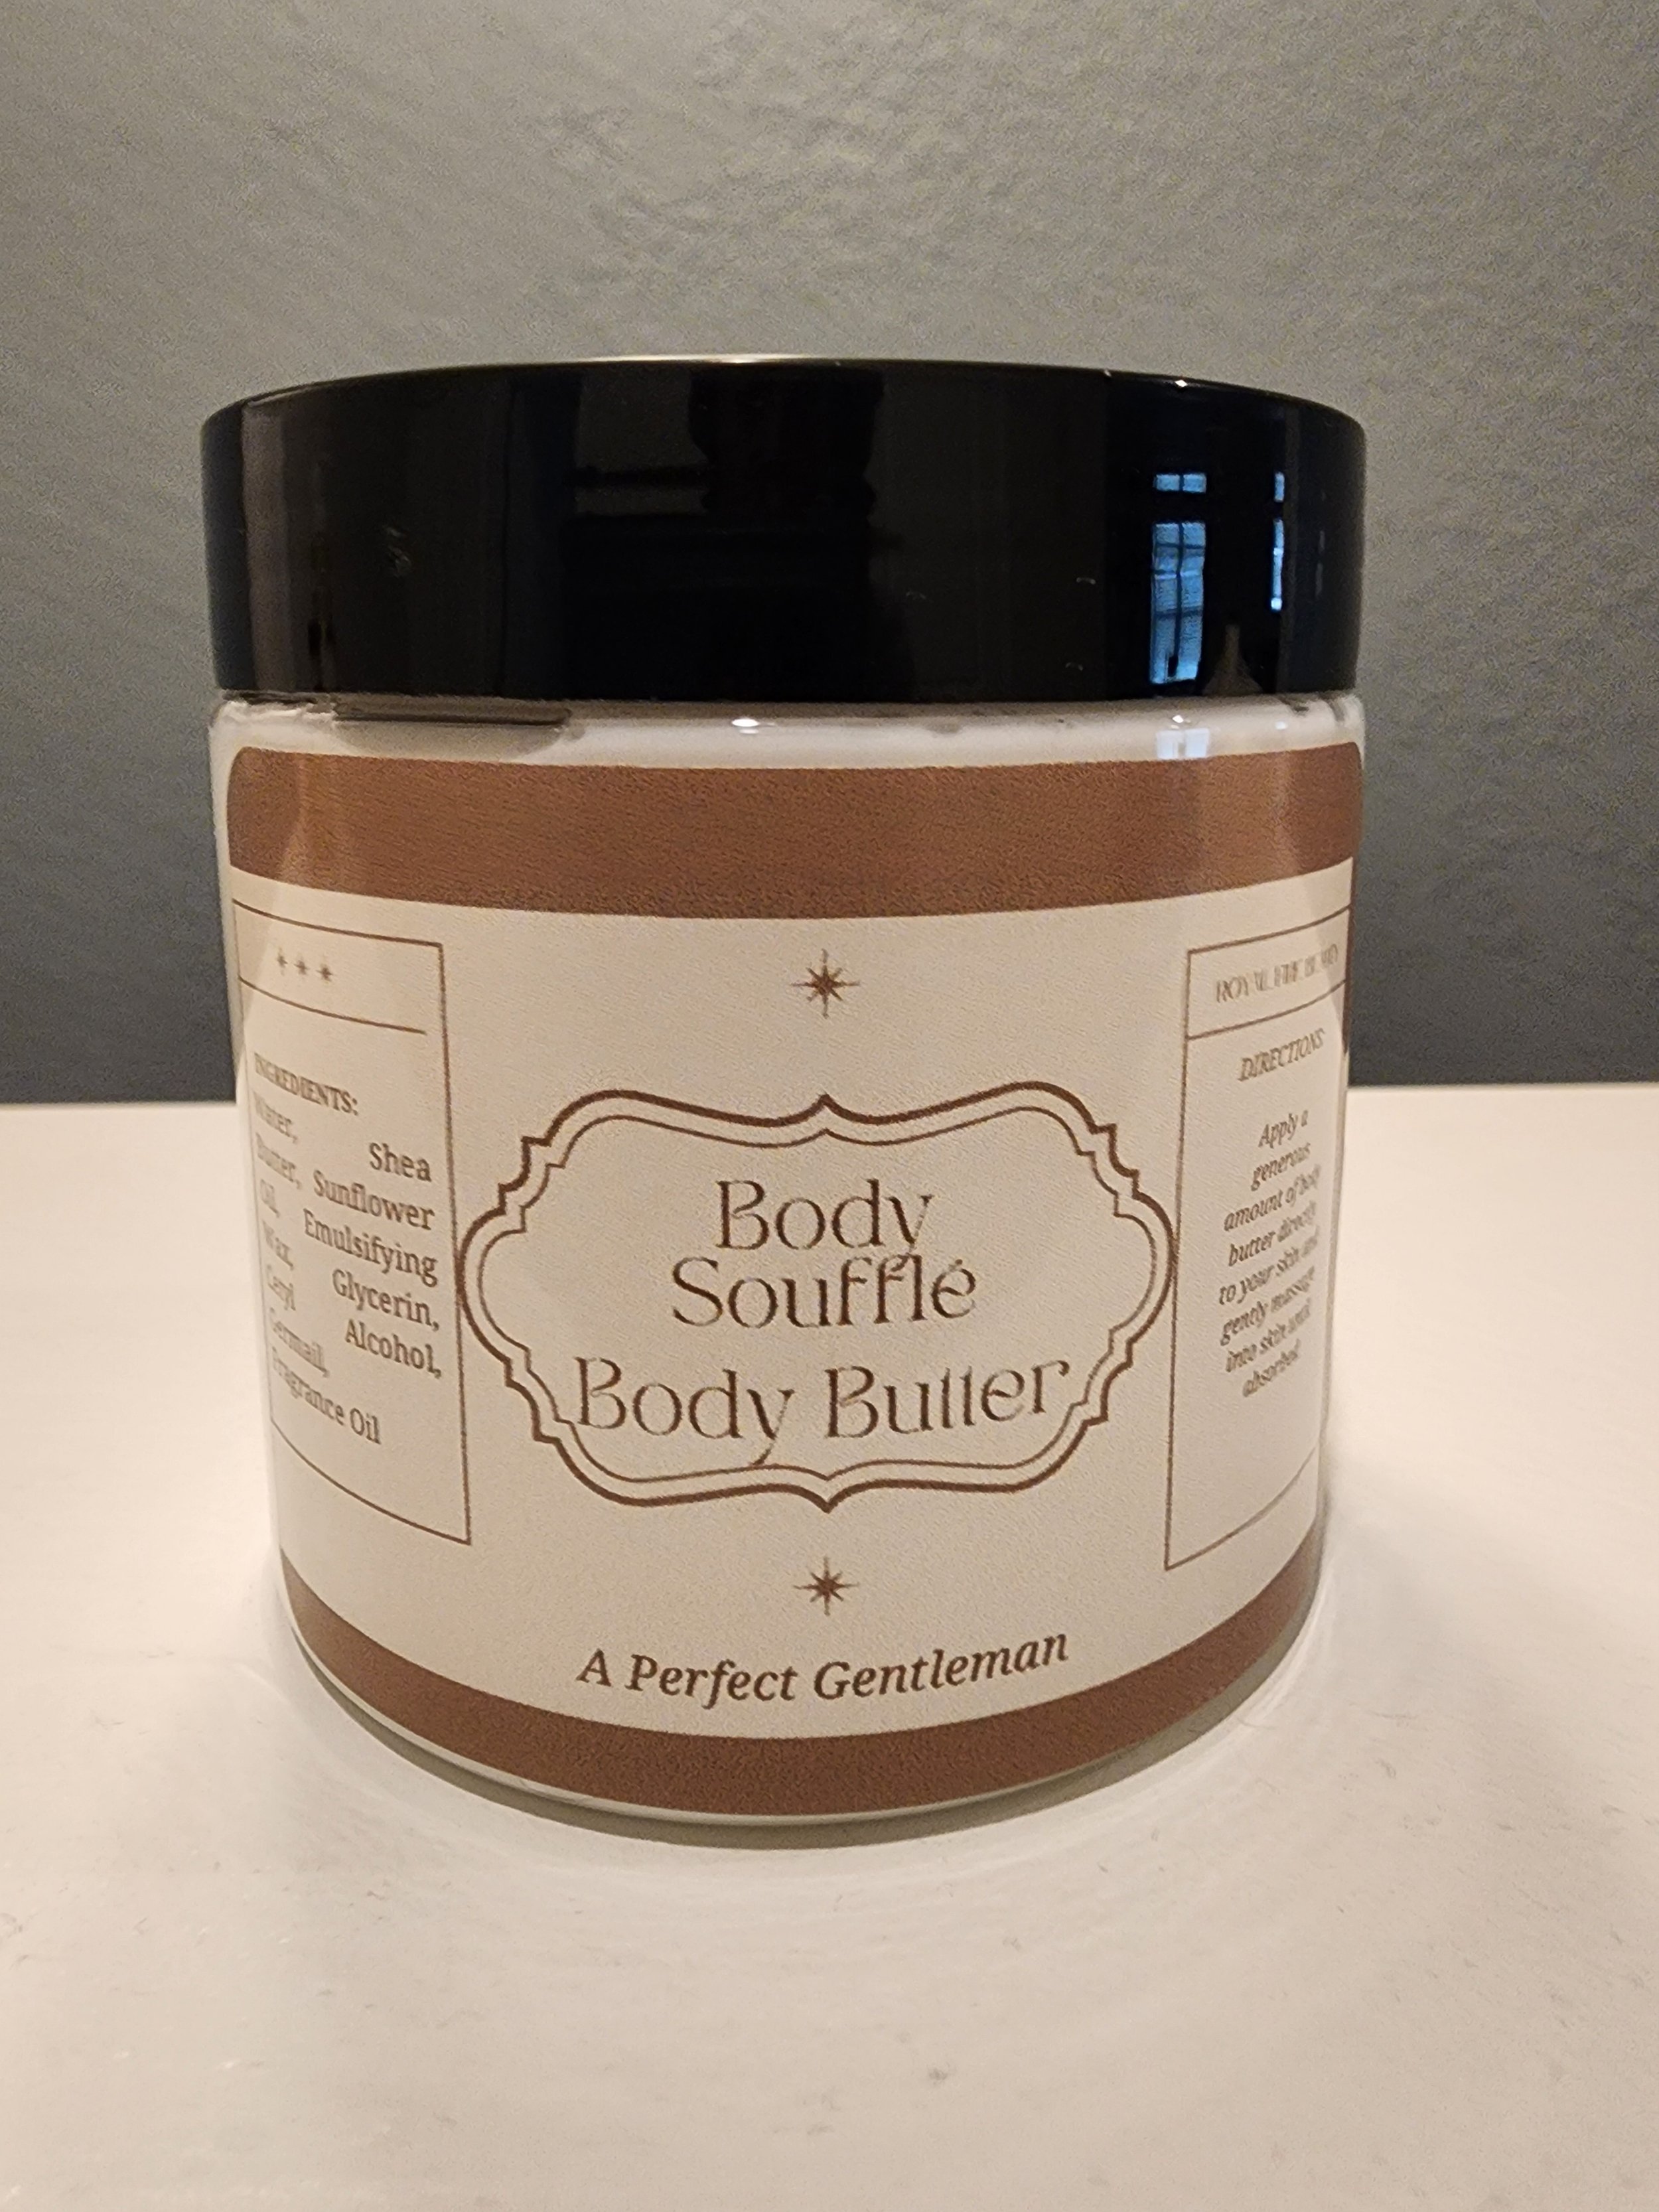 INGREDIENTS:
Water, Shea
Butter, Sunflower
Oil, Emulsifying
Wax, Glycerin,
Cetyl Alcohol,
Germall,
Fragrance Oil
Body
Soufflé
Body Butter
A Perfect Gentleman
ROYAL
DIRECTIONS
Apply a
generous
amount of body
butter directly
to your skin and
gently massage
into skin until
absorbed